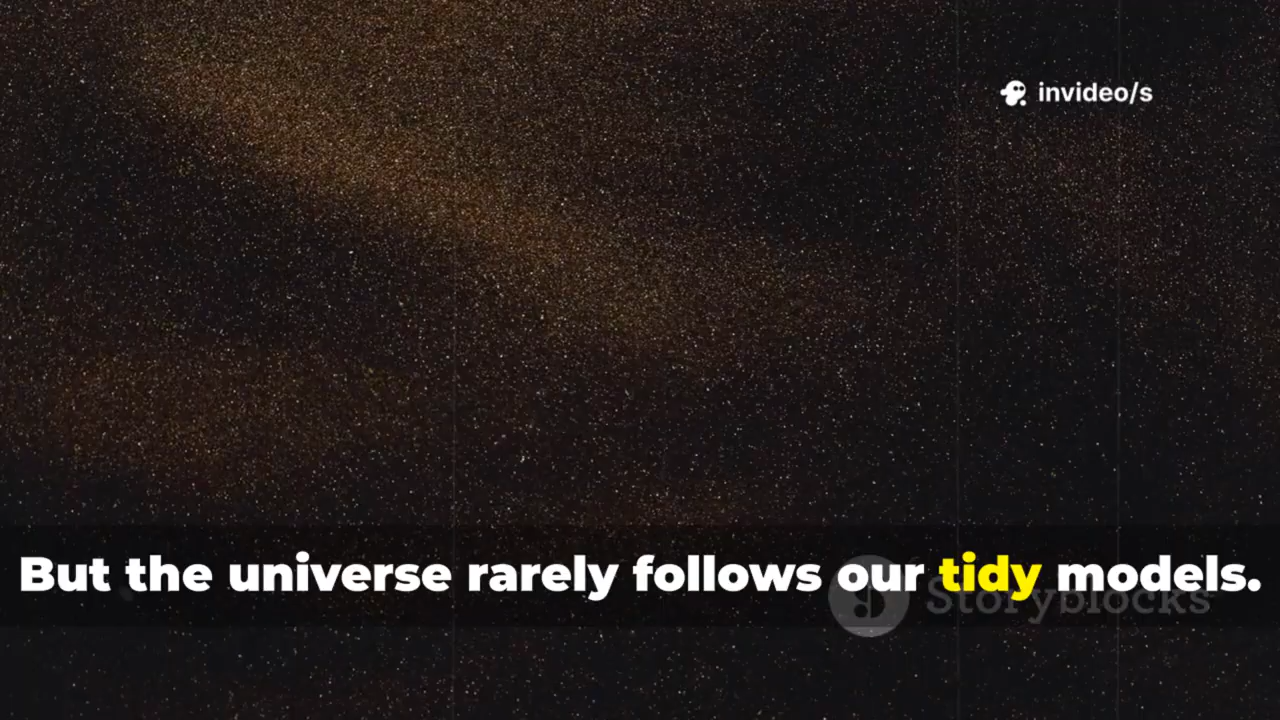 invideo/s
But the universe rarely follows our tidy models.
Storyblocks